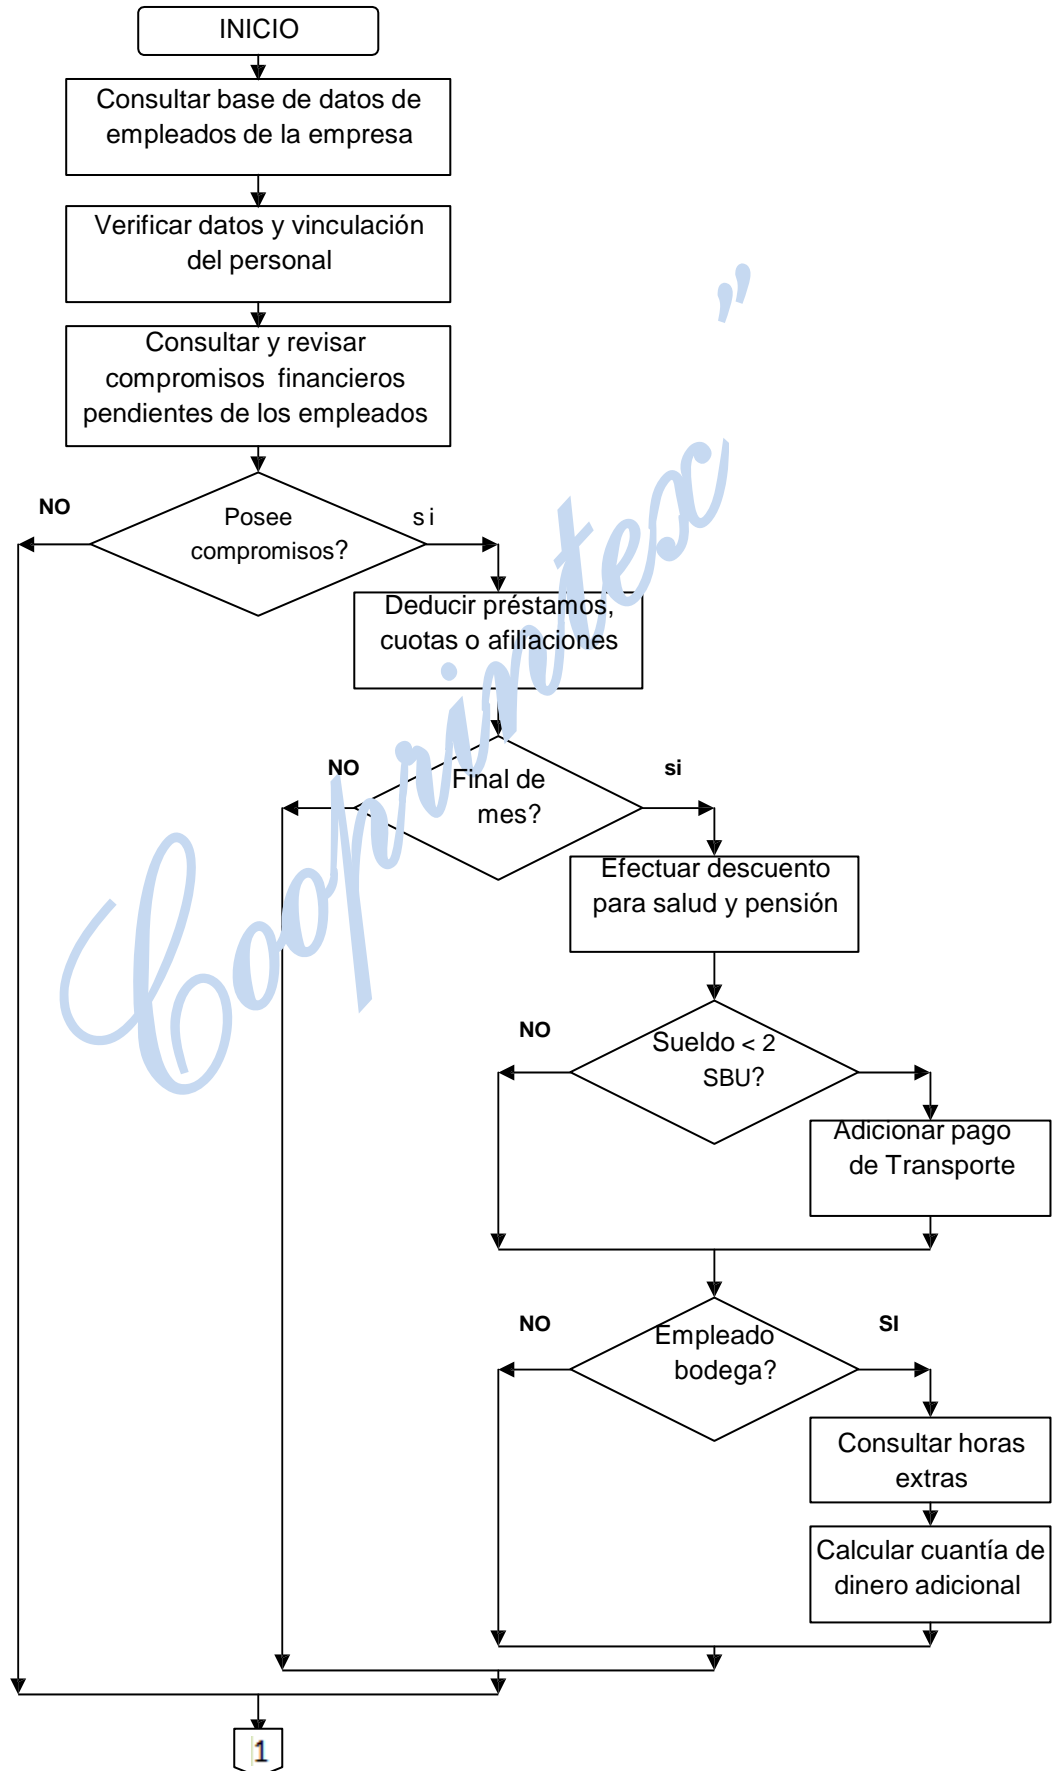 INICIO
Consultar base de datos de
empleados de la empresa
Verificar datos y vinculación
del personal
Consultar y revisar
compromisos financieros
pendientes de los empleados
NO
Posee
compromisos?
si
Deducir préstamos,
cuotas o afiliaciones
NO
Final de
mes?
si
Efectuar descuento
para salud y pensión
NO
Sueldo < 2
SBU?
Adicionar pago
de Transporte
NO
Empleado
bodega?
SI
Consultar horas
extras
Calcular cuantía de
dinero adicional
1
Cooprintex”